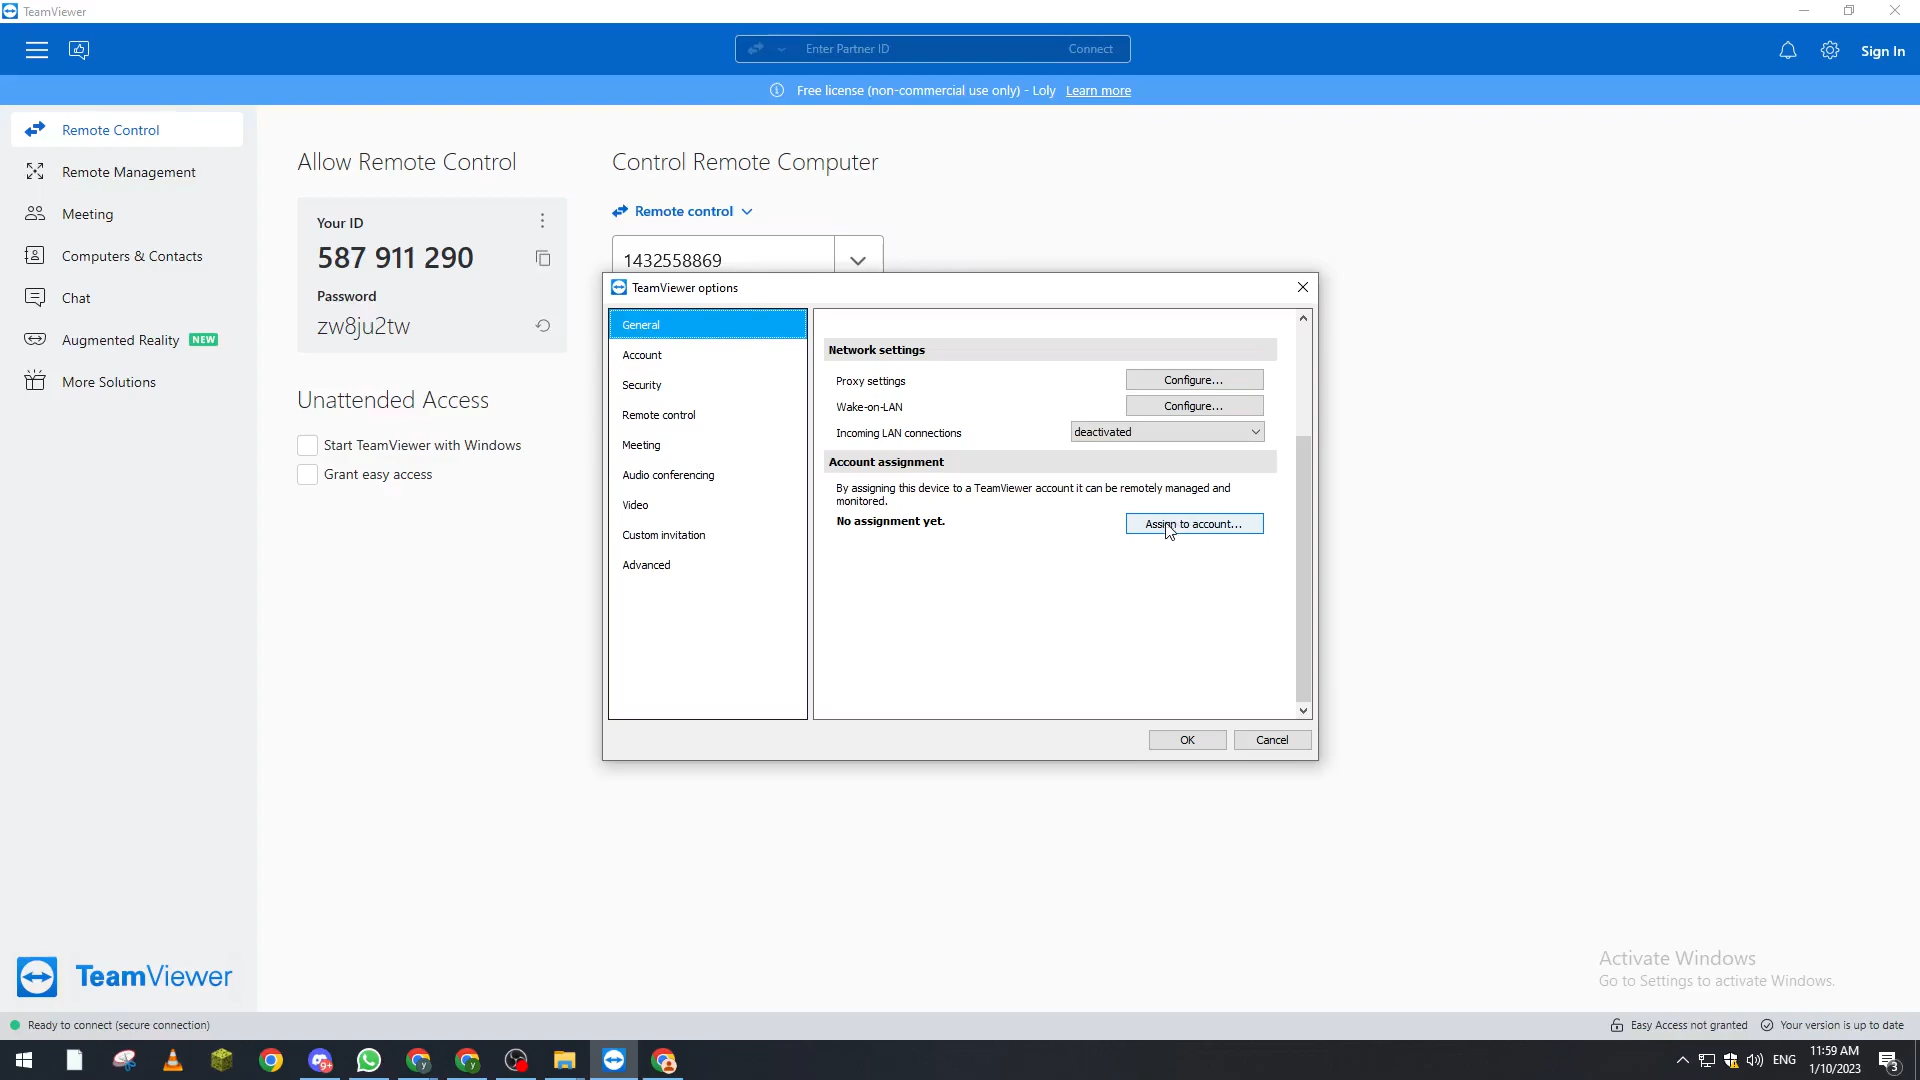 TeamViewer
Enter Partner ID
Connect
Sign In
Free license (non-commercial use only) - Loly Learn more
Remote Control
Remote Management
Meeting
Computers & Contacts
Chat
Augmented Reality NEW
More Solutions
Allow Remote Control
Your ID
587 911 290
Password
zw8ju2tw
Unattended Access
Start TeamViewer with Windows
Grant easy access
Control Remote Computer
Remote control
1432558869
TeamViewer options
General
Account
Security
Remote control
Meeting
Audio conferencing
Video
Custom invitation
Advanced
Network settings
Proxy settings
Configure...
Wake-on-LAN
Configure...
Incoming LAN connections
deactivated
Account assignment
By assigning this device to a TeamViewer account it can be remotely managed and
monitored.
No assignment yet.
Assign to account...
OK
Cancel
Activate Windows
Go to Settings to activate Windows.
TeamViewer
Ready to connect (secure connection)
Easy Access not granted
Your version is up to date
9+
y
y
ENG
11:59 AM
1/10/2023
3